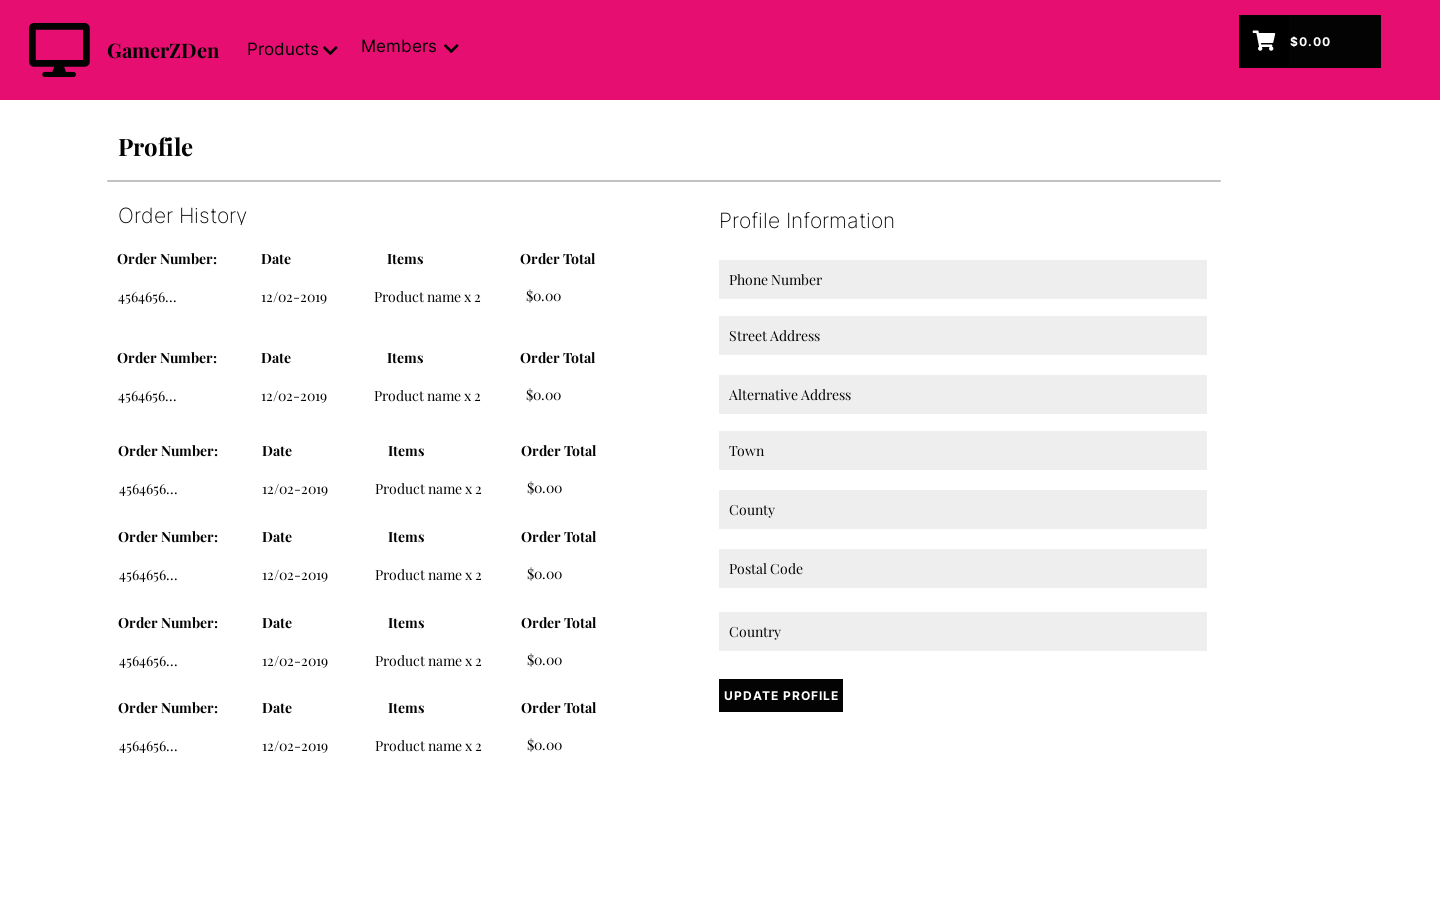 GamerZDen Products Members $0.00
Profile
Order History
Order Number: Date Items Order Total
4564656... 12/02-2019 Product name x 2 $0.00
Order Number: Date Items Order Total
4564656... 12/02-2019 Product name x 2 $0.00
Order Number: Date Items Order Total
4564656... 12/02-2019 Product name x 2 $0.00
Order Number: Date Items Order Total
4564656... 12/02-2019 Product name x 2 $0.00
Order Number: Date Items Order Total
4564656... 12/02-2019 Product name x 2 $0.00
Order Number: Date Items Order Total
4564656... 12/02-2019 Product name x 2 $0.00
Profile Information
Phone Number
Street Address
Alternative Address
Town
County
Postal Code
Country
UPDATE PROFILE